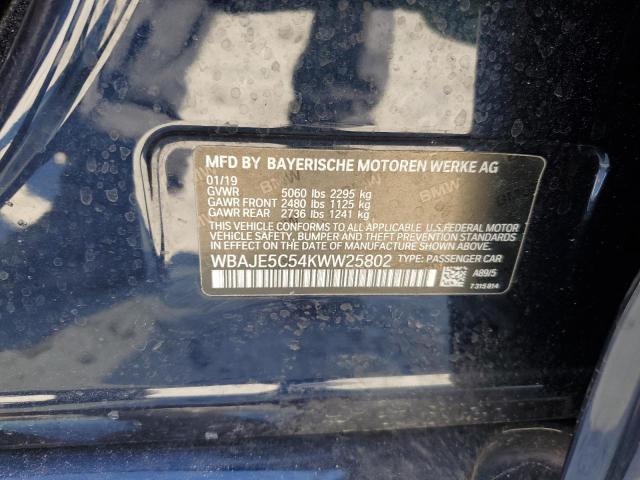 MFD BY BAYERISCHE MOTOREN WERKE AG
01/19
GVWR 5060 lbs 2295 kg
GAWR FRONT 2480 lbs 1125 kg
GAWR REAR 2736 lbs 1241 kg
THIS VEHICLE CONFORMS TO ALL APPLICABLE U.S.FEDERAL MOTOR
VEHICLE SAFETY, BUMPER, AND THEFT PREVENTION STANDARDS
IN EFFECT ON THE DATE OF MANUFACTURE SHOWN ABOVE.
WBAJE5C54KWW25802 TYPE: PASSENGER CAR
A89/5
7315814